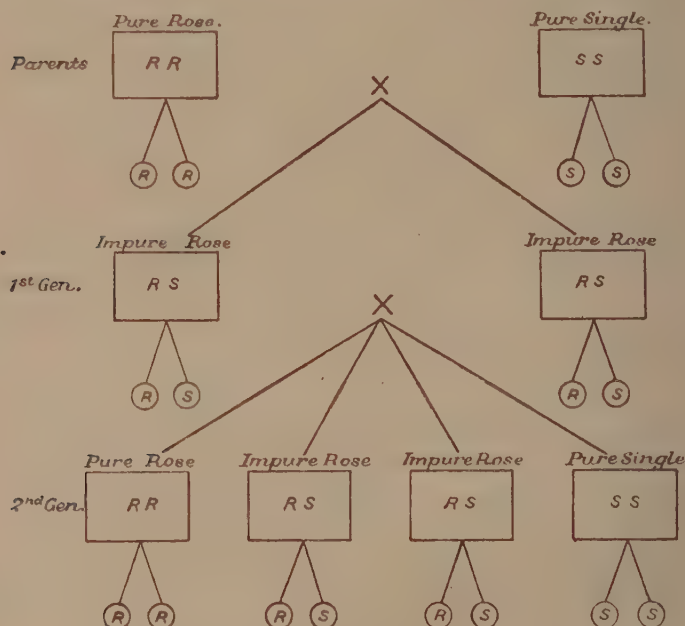 Pure Rose. Pure Single.
Parents RR SS
X
R R S S
Impure Rose Impure Rose
1st Gen. RS RS
X
R S R S
Pure Rose Impure Rose Impure Rose Pure Single
2nd Gen. RR RS RS SS
R R R S R S S S